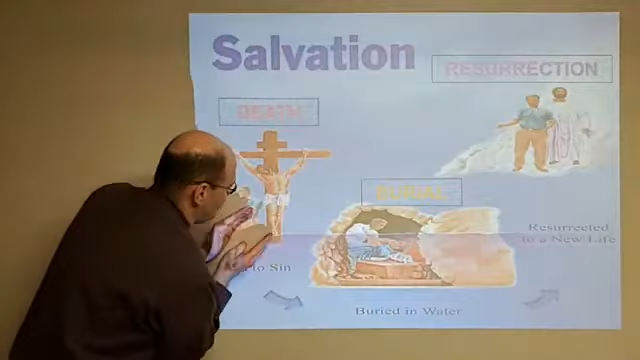 Salvation
RESURRECTION
DEATH
BURIAL
Resurrected
to a New Life
to Sin
Buried in Water